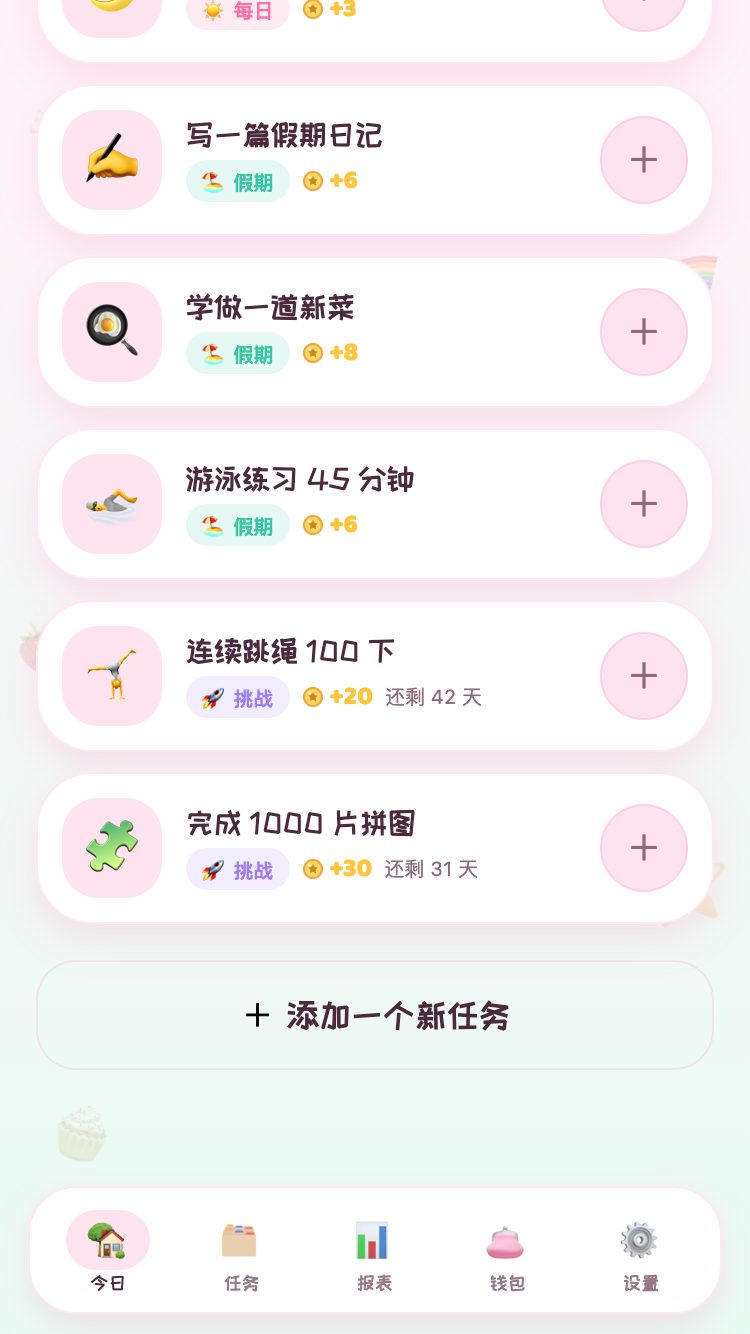 每日 +3
写一篇假期日记
假期 +6
学做一道新菜
假期 +8
游泳练习 45 分钟
假期 +6
连续跳绳 100 下
挑战 +20 还剩 42 天
完成 1000 片拼图
挑战 +30 还剩 31 天
+ 添加一个新任务
今日 任务 报表 钱包 设置